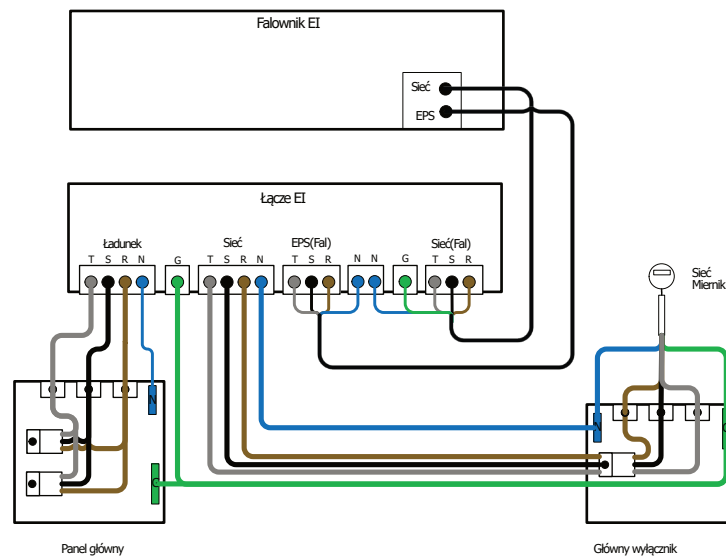 Falownik EI
Sieć
EPS
Łącze EI
Ładunek
Sieć
EPS(Fal)
Sieć(Fal)
T S R N
G
T S R N
T S R
N N
G
T S R
Sieć
Miernik
N
N
G
G
Panel główny
Główny wyłącznik